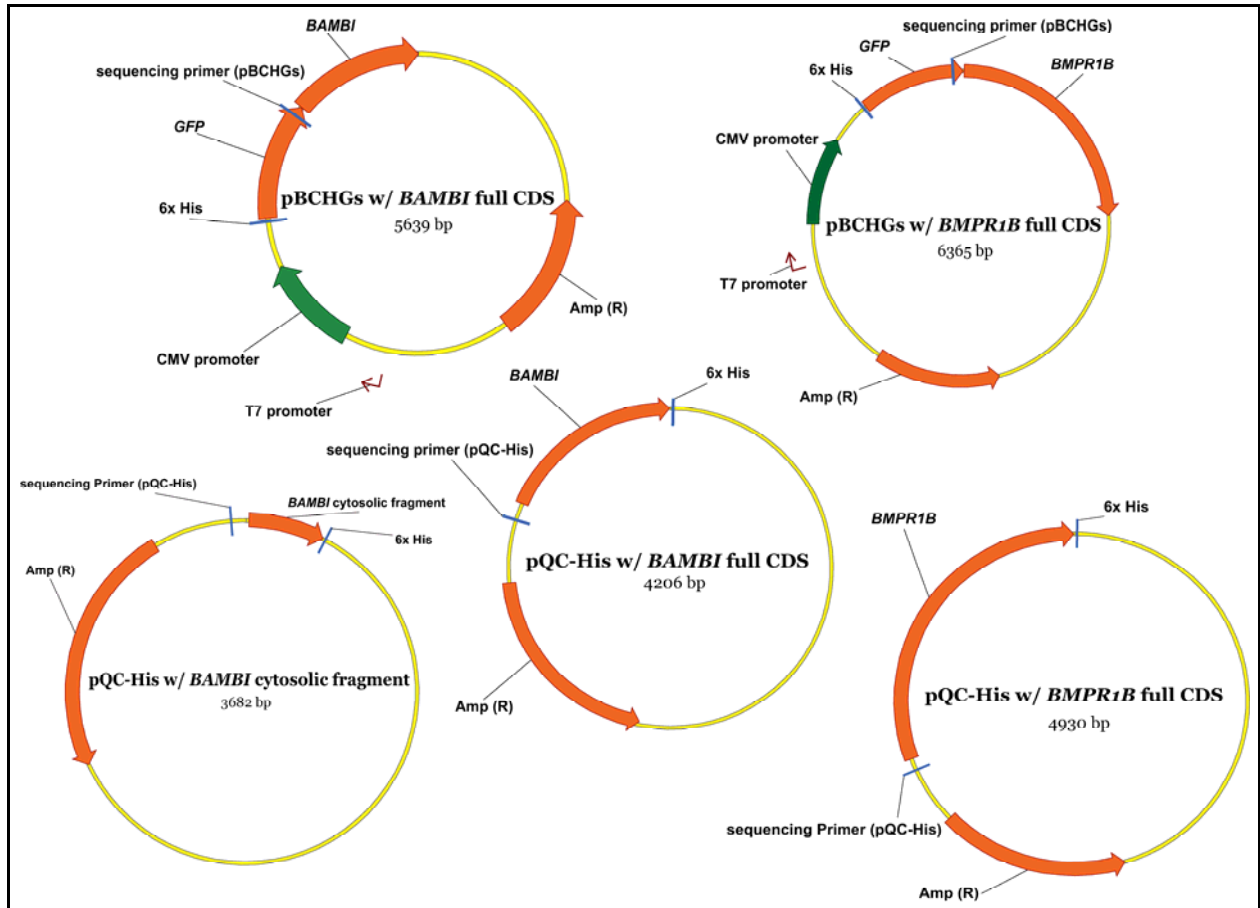 BAMBI
sequencing primer (pBCHGs)
GFP
6x His
pBCHGs w/ BAMBI full CDS
5639 bp
Amp (R)
CMV promoter
T7 promoter
sequencing primer (pBCHGs)
GFP
BMPR1B
6x His
CMV promoter
pBCHGs w/ BMPR1B full CDS
6365 bp
T7 promoter
Amp (R)
BAMBI
6x His
sequencing primer (pQC-His)
pQC-His w/ BAMBI full CDS
4206 bp
Amp (R)
sequencing Primer (pQC-His)
BAMBI cytosolic fragment
6x His
Amp (R)
pQC-His w/ BAMBI cytosolic fragment
3682 bp
6x His
BMPR1B
pQC-His w/ BMPR1B full CDS
4930 bp
sequencing Primer (pQC-His)
Amp (R)